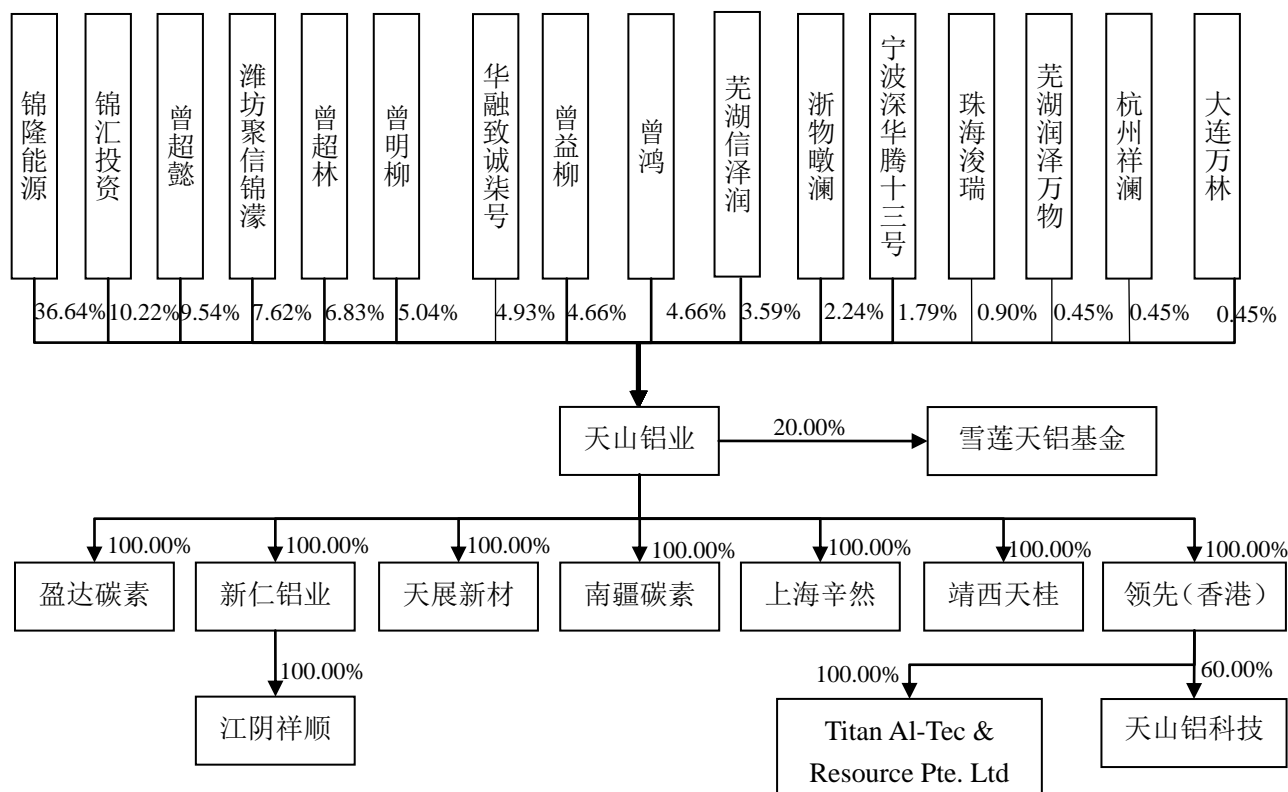 锦隆能源
锦汇投资
曾超懿
潍坊聚信锦濛
曾超林
曾明柳
华融致诚柒号
曾益柳
曾鸿
芜湖信泽润
浙物暾澜
宁波深华腾十三号
珠海浚瑞
芜湖润泽万物
杭州祥澜
大连万林
36.64%
10.22%
9.54%
7.62%
6.83%
5.04%
4.93%
4.66%
4.66%
3.59%
2.24%
1.79%
0.90%
0.45%
0.45%
0.45%
天山铝业
20.00%
雪莲天铝基金
100.00%
100.00%
100.00%
100.00%
100.00%
100.00%
100.00%
盈达碳素
新仁铝业
天展新材
南疆碳素
上海辛然
靖西天桂
领先（香港）
100.00%
100.00%
60.00%
江阴祥顺
Titan Al-Tec &
Resource Pte. Ltd
天山铝科技